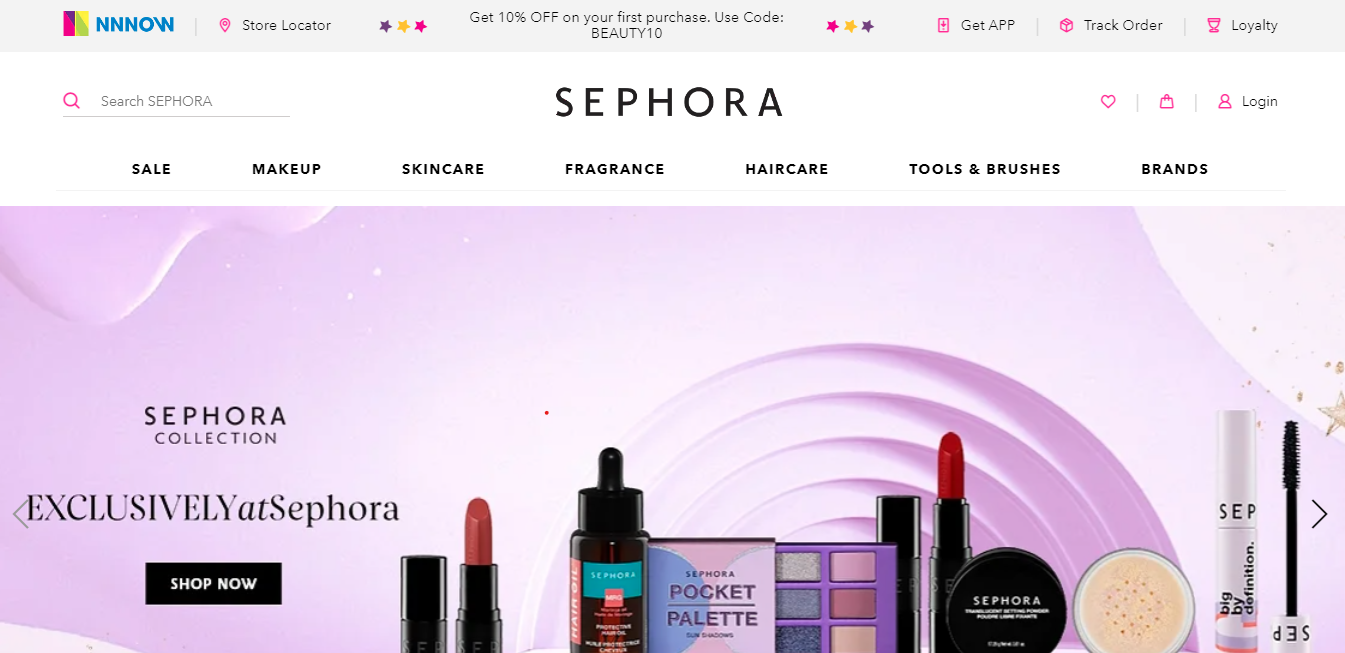 NNNOW
Store Locator
Get 10% OFF on your first purchase. Use Code:
BEAUTY10
Get APP
Track Order
Loyalty
Search SEPHORA
SEPHORA
Login
SALE
MAKEUP
SKINCARE
FRAGRANCE
HAIRCARE
TOOLS & BRUSHES
BRANDS
SEPHORA
COLLECTION
EXCLUSIVELYatSephora
SHOP NOW
HAIR OIL
SEPHORA
MRG
PROTECTIVE
HAIR OIL
HUILE PROTECTRICE
CHEVEUX
SEPHORA
POCKET
PALETTE
SUN SHADOWS
SEPHORA
TRANSLUCENT SETTING POWDER
POUDRE LIBRE FIXANTE
SEP
big
by
definition.
SEP